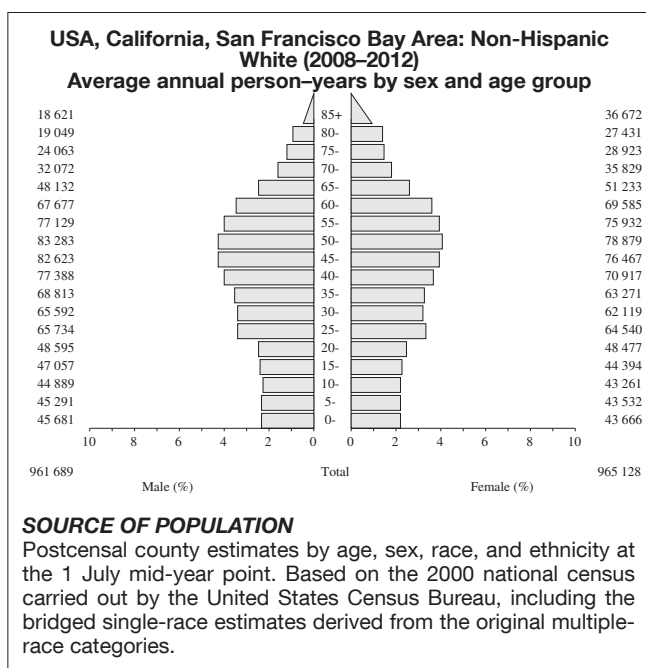 USA, California, San Francisco Bay Area: Non-Hispanic
White (2008–2012)
Average annual person–years by sex and age group
18 621 85+ 36 672
19 049 80- 27 431
24 063 75- 28 923
32 072 70- 35 829
48 132 65- 51 233
67 677 60- 69 585
77 129 55- 75 932
83 283 50- 78 879
82 623 45- 76 467
77 388 40- 70 917
68 813 35- 63 271
65 592 30- 62 119
65 734 25- 64 540
48 595 20- 48 477
47 057 15- 44 394
44 889 10- 43 261
45 291 5- 43 532
45 681 0- 43 666
10 8 6 4 2 0 0 2 4 6 8 10
961 689 Total 965 128
Male (%) Female (%)
SOURCE OF POPULATION
Postcensal county estimates by age, sex, race, and ethnicity at
the 1 July mid-year point. Based on the 2000 national census
carried out by the United States Census Bureau, including the
bridged single-race estimates derived from the original multiple-
race categories.